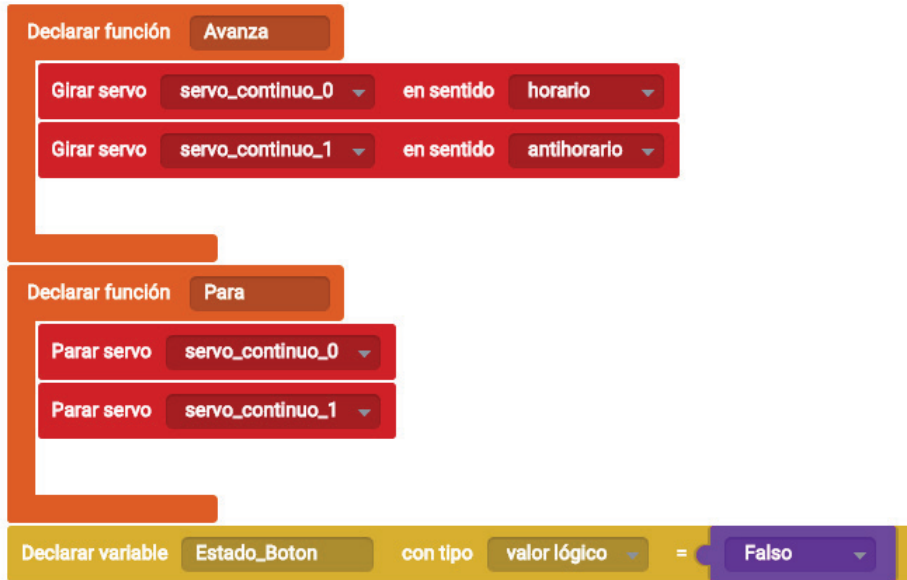 Declarar función Avanza
Girar servo servo_continuo_0 en sentido horario
Girar servo servo_continuo_1 en sentido antihorario
Declarar función Para
Parar servo servo_continuo_0
Parar servo servo_continuo_1
Declarar variable Estado_Boton con tipo valor lógico = Falso